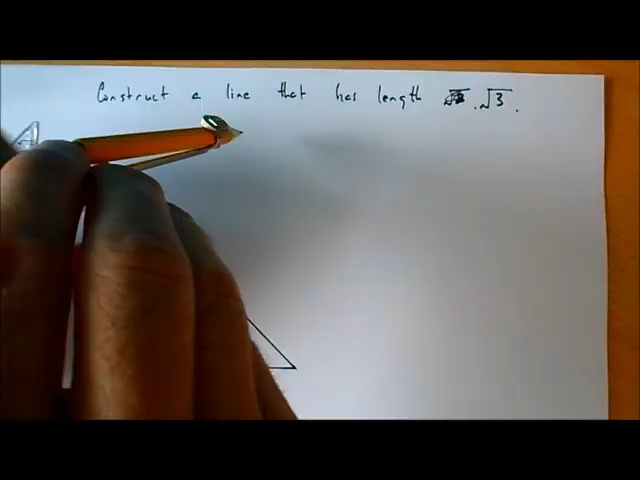 Construct a line that has length √3.